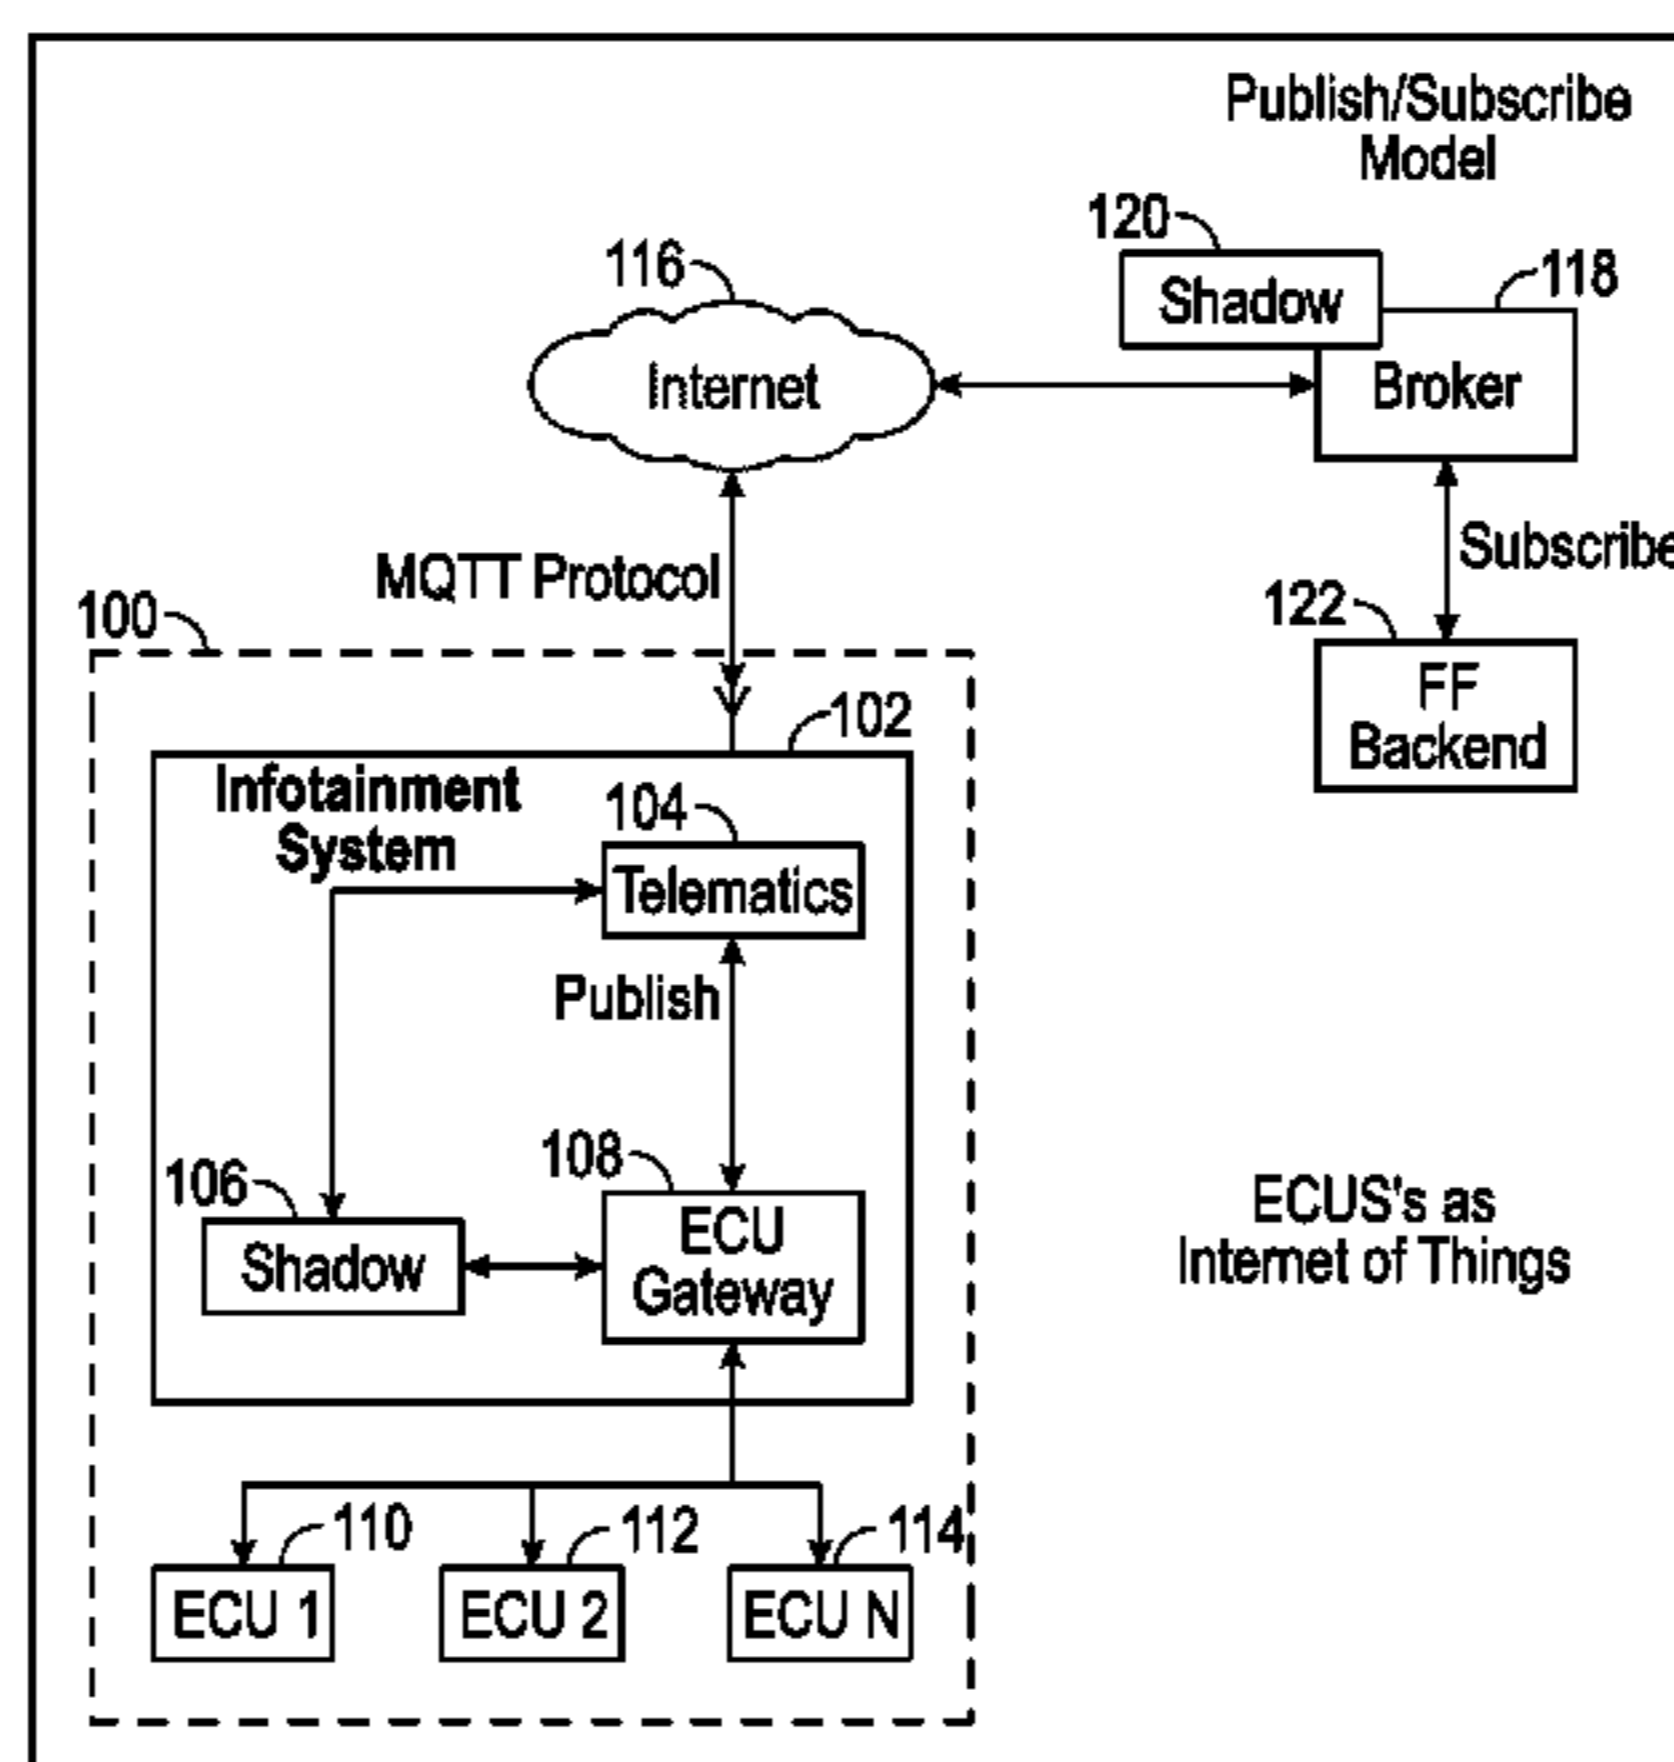 Publish/Subscribe
Model
120
Shadow
118
Broker
116
Internet
Subscribe
MQTT Protocol
122
FF
Backend
100
102
Infotainment
System
104
Telematics
Publish
108
ECU
Gateway
106
Shadow
ECUS's as
Internet of Things
110
ECU 1
112
ECU 2
114
ECU N